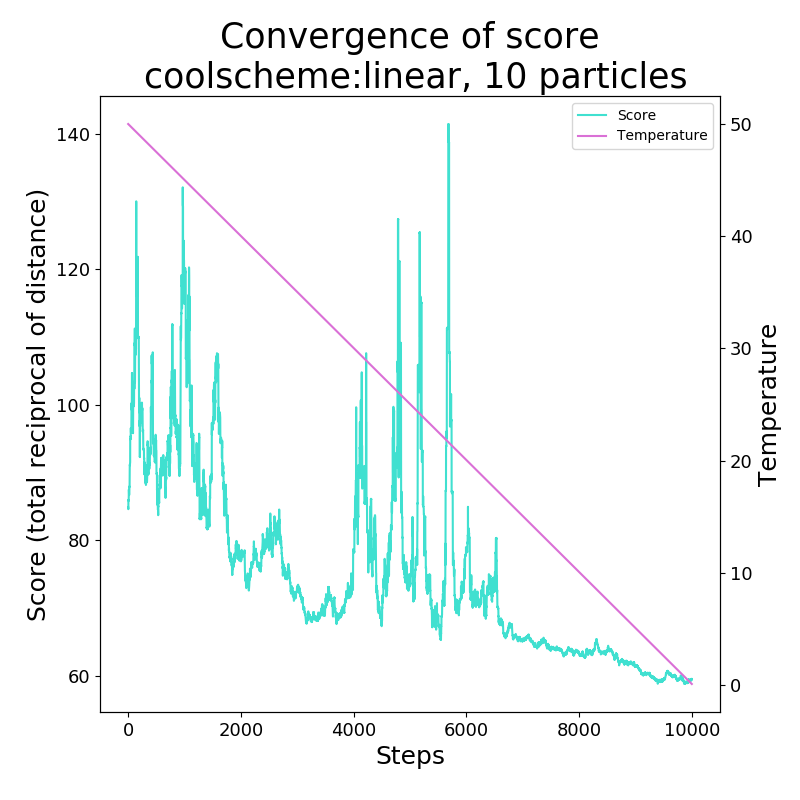 Convergence of score
coolscheme:linear, 10 particles
Score
Temperature
Score (total reciprocal of distance)
140
120
100
80
60
50
40
30
20
10
0
Temperature
0 2000 4000 6000 8000 10000
Steps